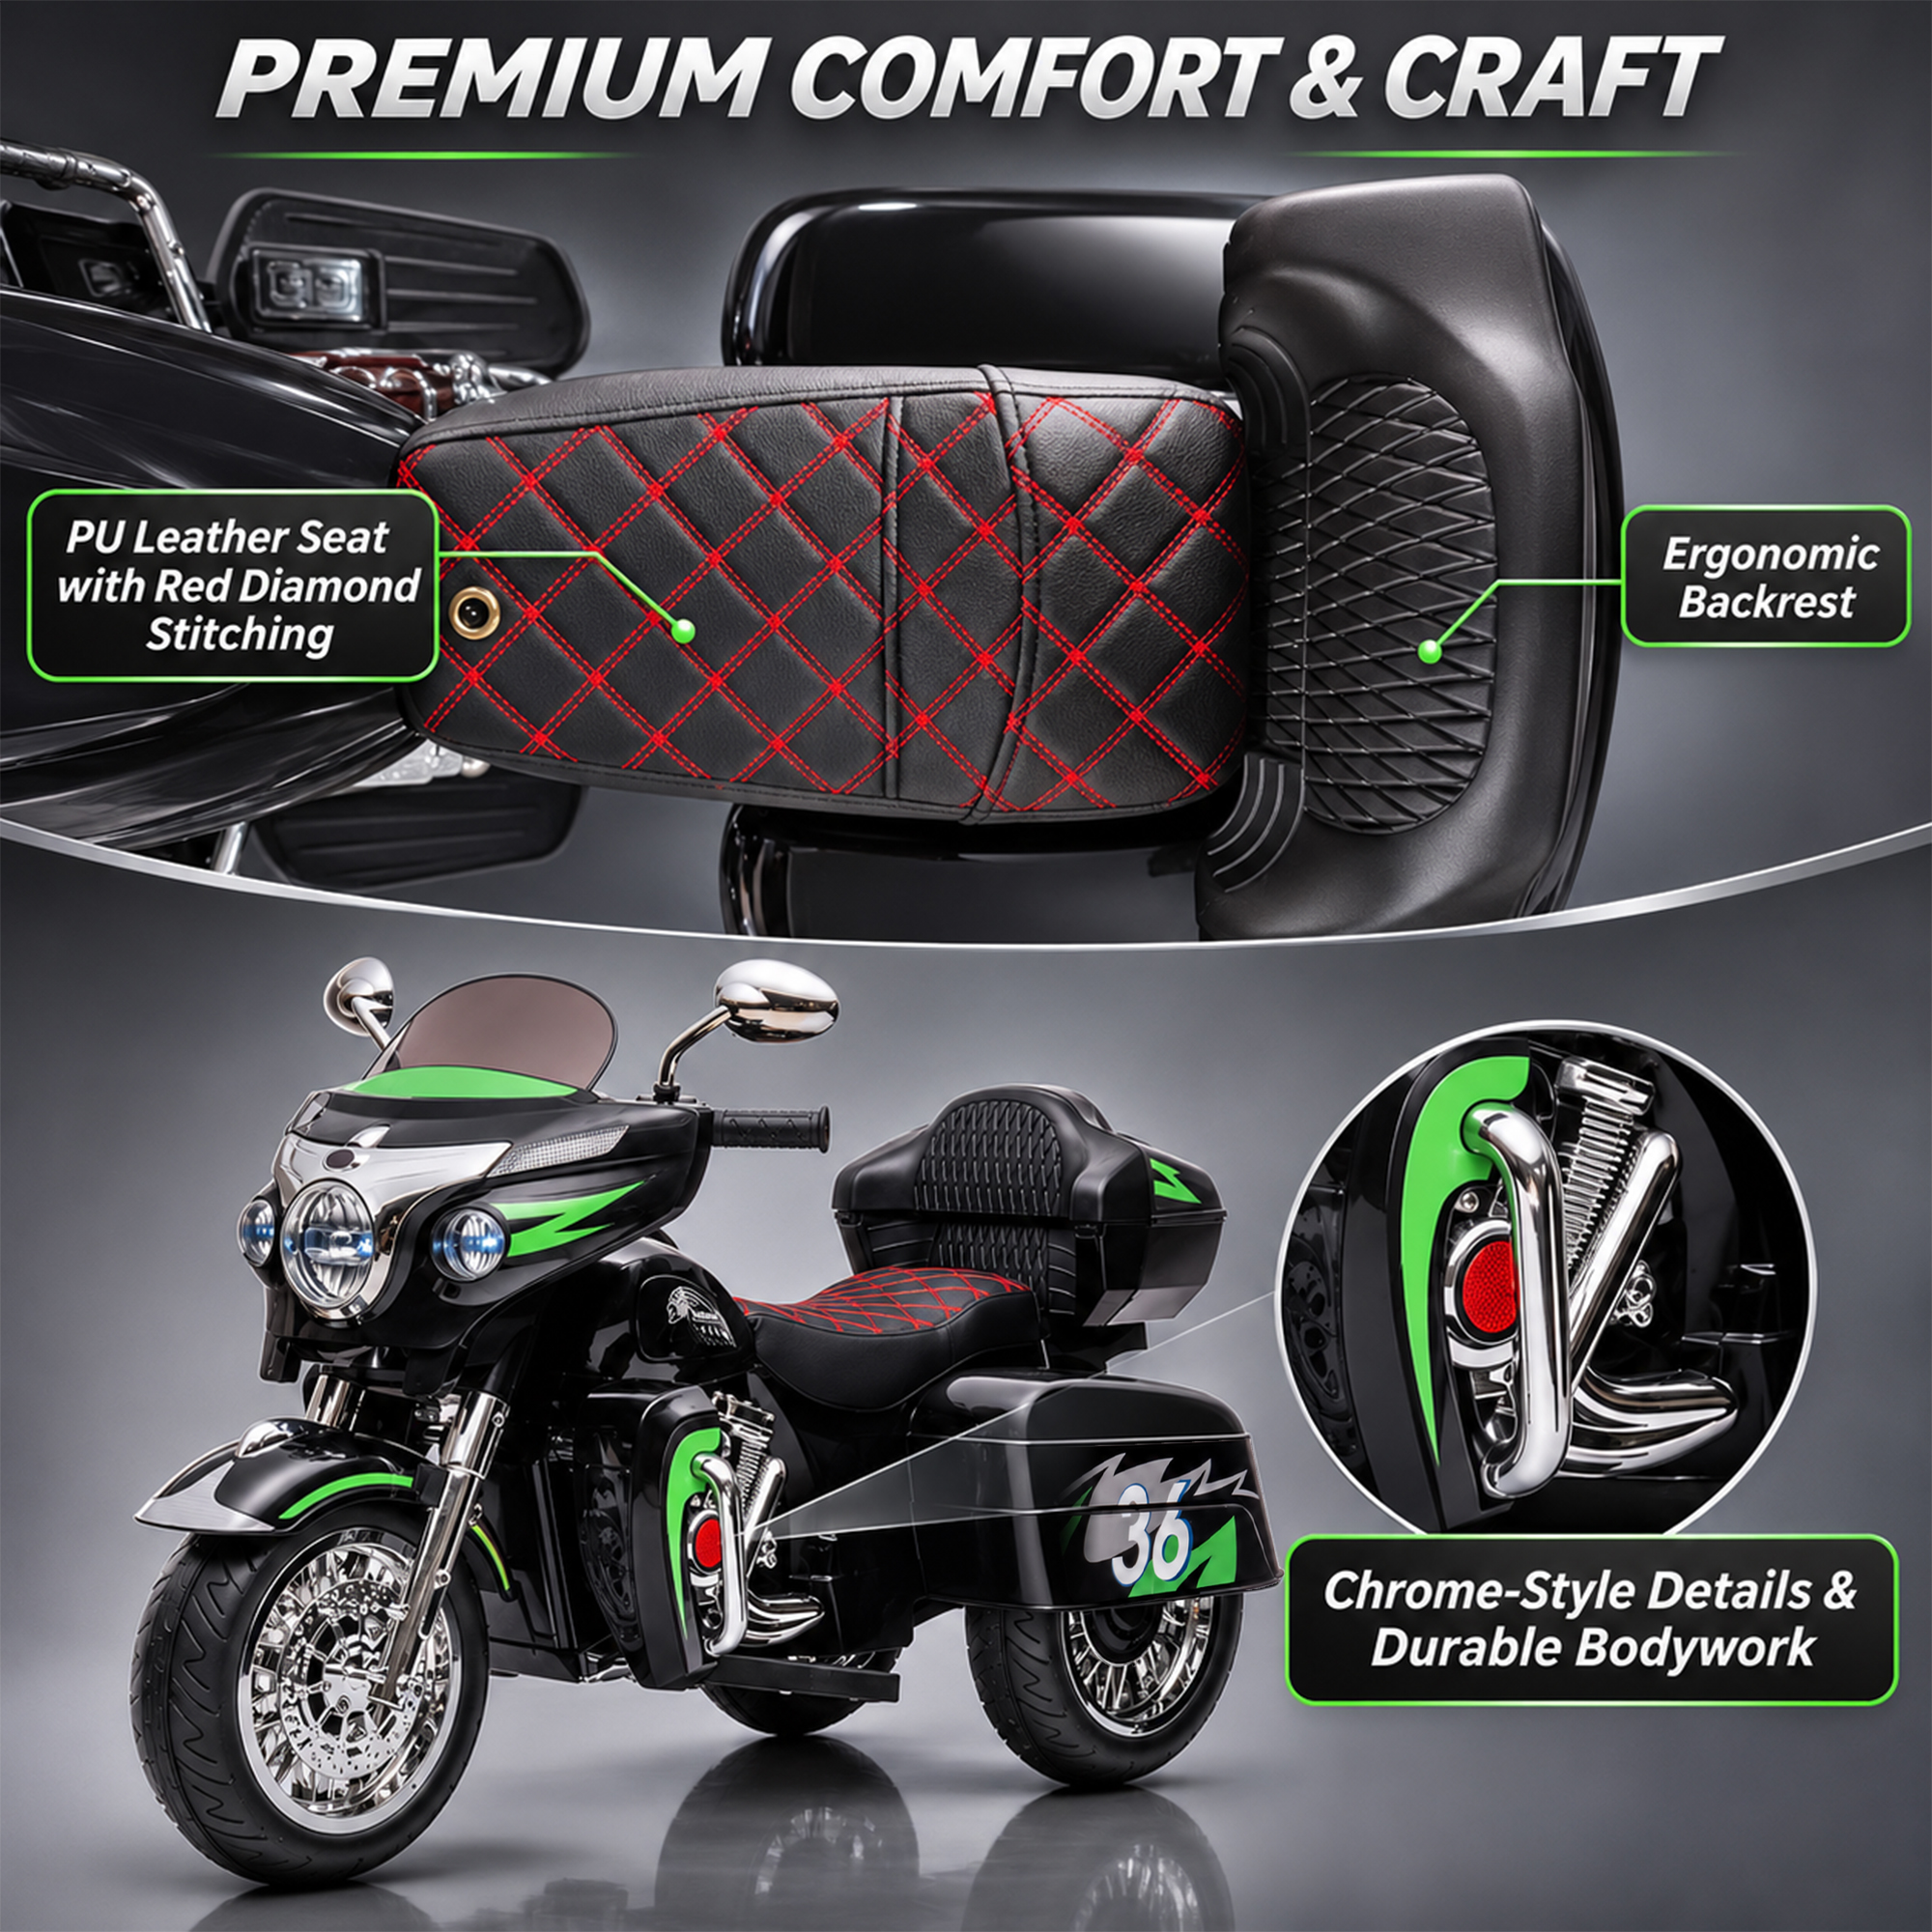 PREMIUM COMFORT & CRAFT
PU Leather Seat
with Red Diamond
Stitching
Ergonomic
Backrest
36
Chrome-Style Details &
Durable Bodywork